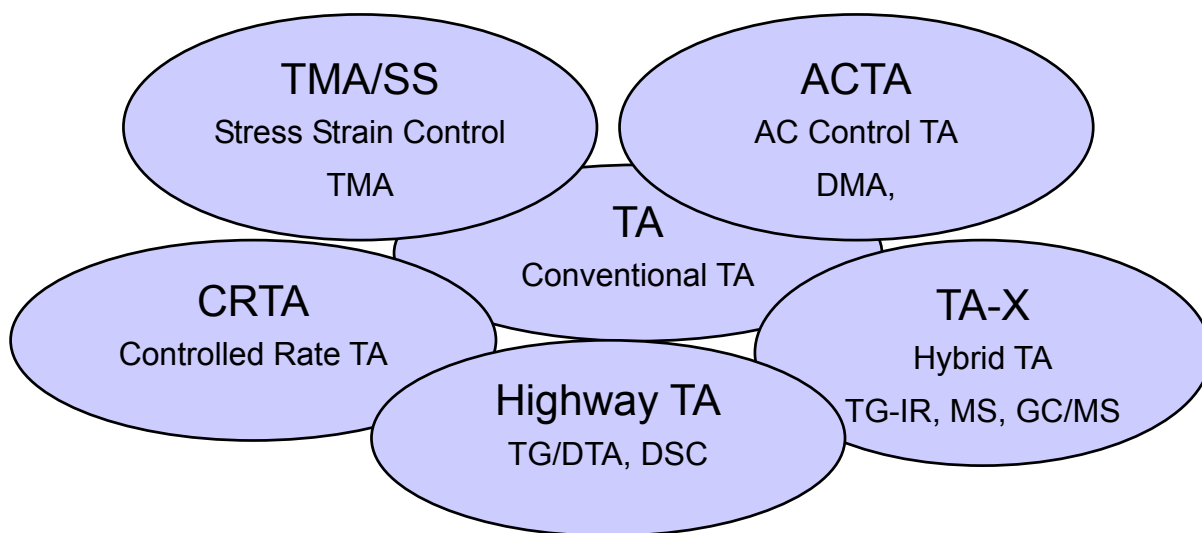 TMA/SS
Stress Strain Control
TMA
ACTA
AC Control TA
DMA,
TA
Conventional TA
CRTA
Controlled Rate TA
TA-X
Hybrid TA
TG-IR, MS, GC/MS
Highway TA
TG/DTA, DSC